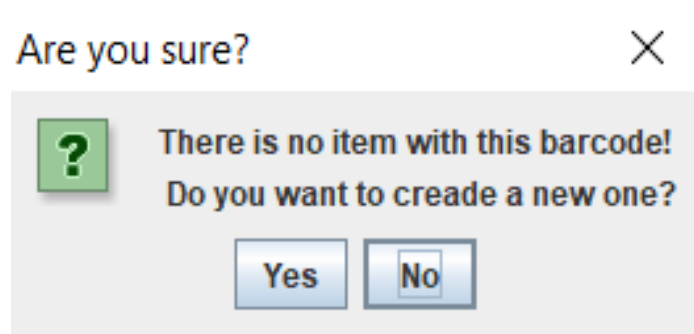 Are you sure?
?
There is no item with this barcode!
Do you want to creade a new one?
Yes No